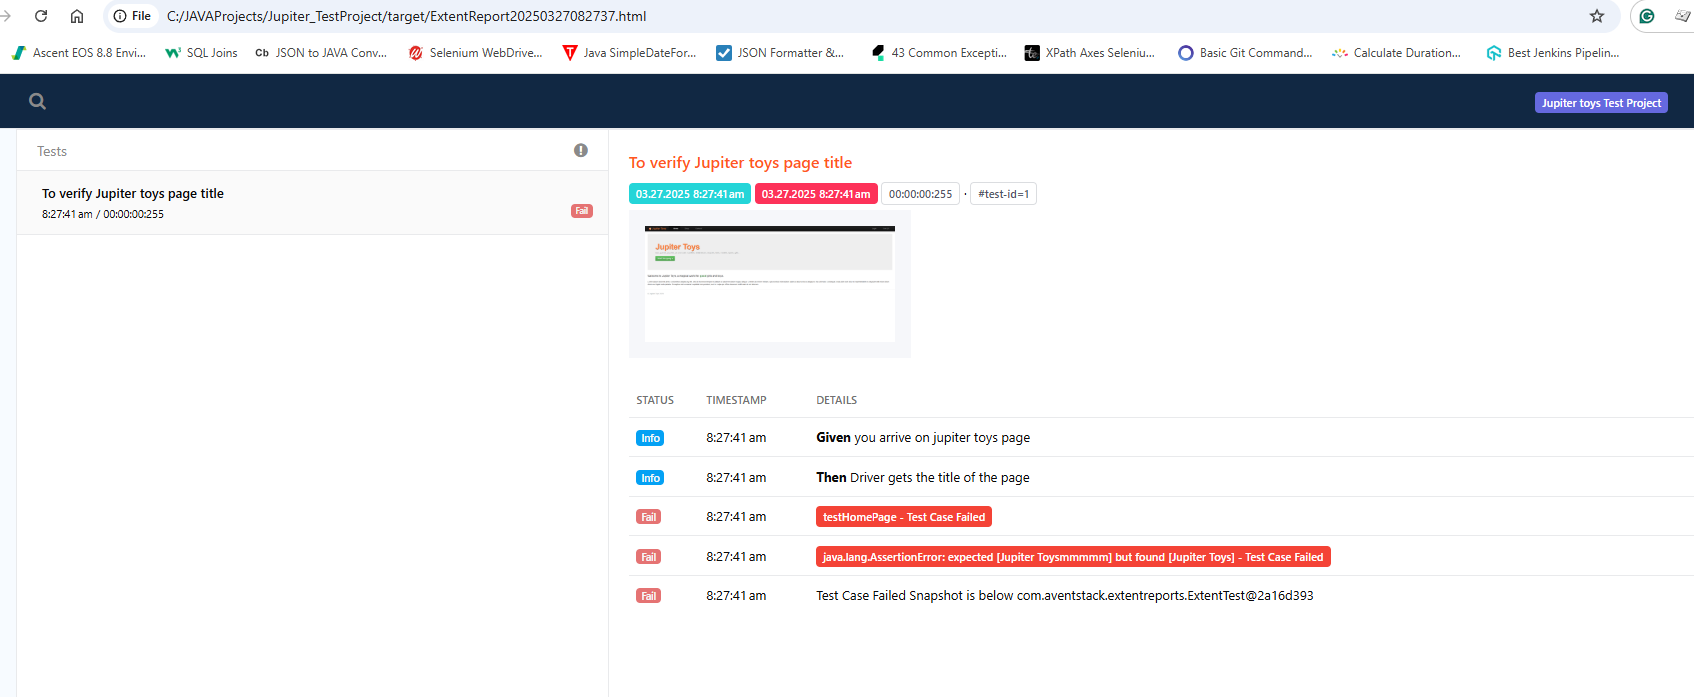 File C:/JAVAProjects/Jupiter_TestProject/target/ExtentReport20250327082737.html
Ascent EOS 8.8 Envi... SQL Joins Cb JSON to JAVA Conv... Selenium WebDrive... Java SimpleDateFor... JSON Formatter &... 43 Common Excepti... XPath Axes Seleniu... Basic Git Command... Calculate Duration... Best Jenkins Pipelin...
Jupiter toys Test Project
Tests
To verify Jupiter toys page title
8:27:41 am / 00:00:00:255
Fail
To verify Jupiter toys page title
03.27.2025 8:27:41 am 03.27.2025 8:27:41 am 00:00:00:255 · #test-id=1
Jupiter Toys
STATUS TIMESTAMP DETAILS
Info 8:27:41 am Given you arrive on jupiter toys page
Info 8:27:41 am Then Driver gets the title of the page
Fail 8:27:41 am testHomePage - Test Case Failed
Fail 8:27:41 am java.lang.AssertionError: expected [Jupiter Toysmmmmm] but found [Jupiter Toys] - Test Case Failed
Fail 8:27:41 am Test Case Failed Snapshot is below com.aventstack.extentreports.ExtentTest@2a16d393